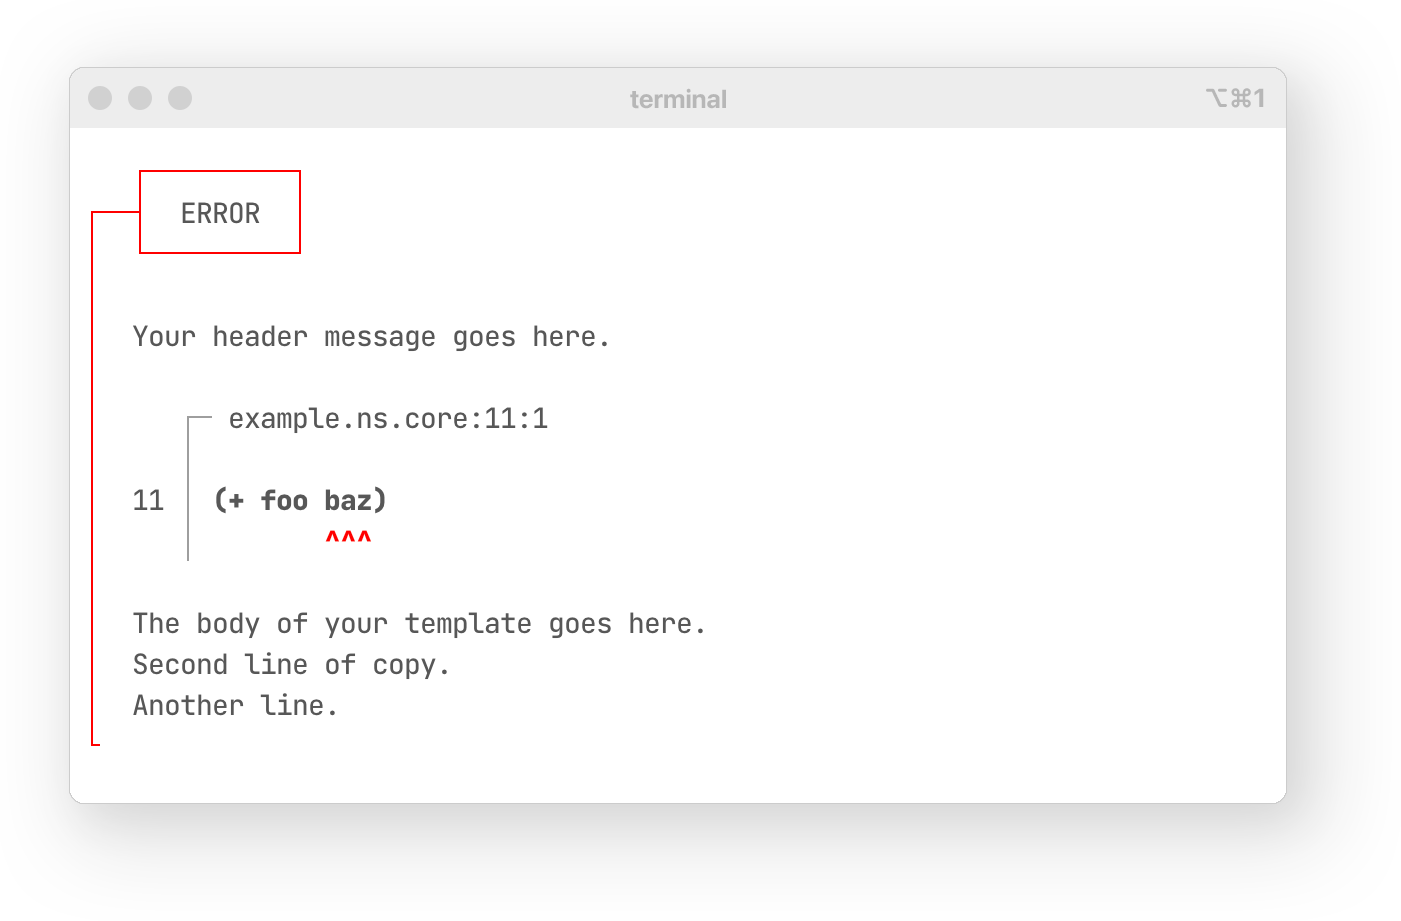 terminal
⌥⌘1
ERROR
Your header message goes here.
example.ns.core:11:1
11 (+ foo baz)
^^^
The body of your template goes here.
Second line of copy.
Another line.